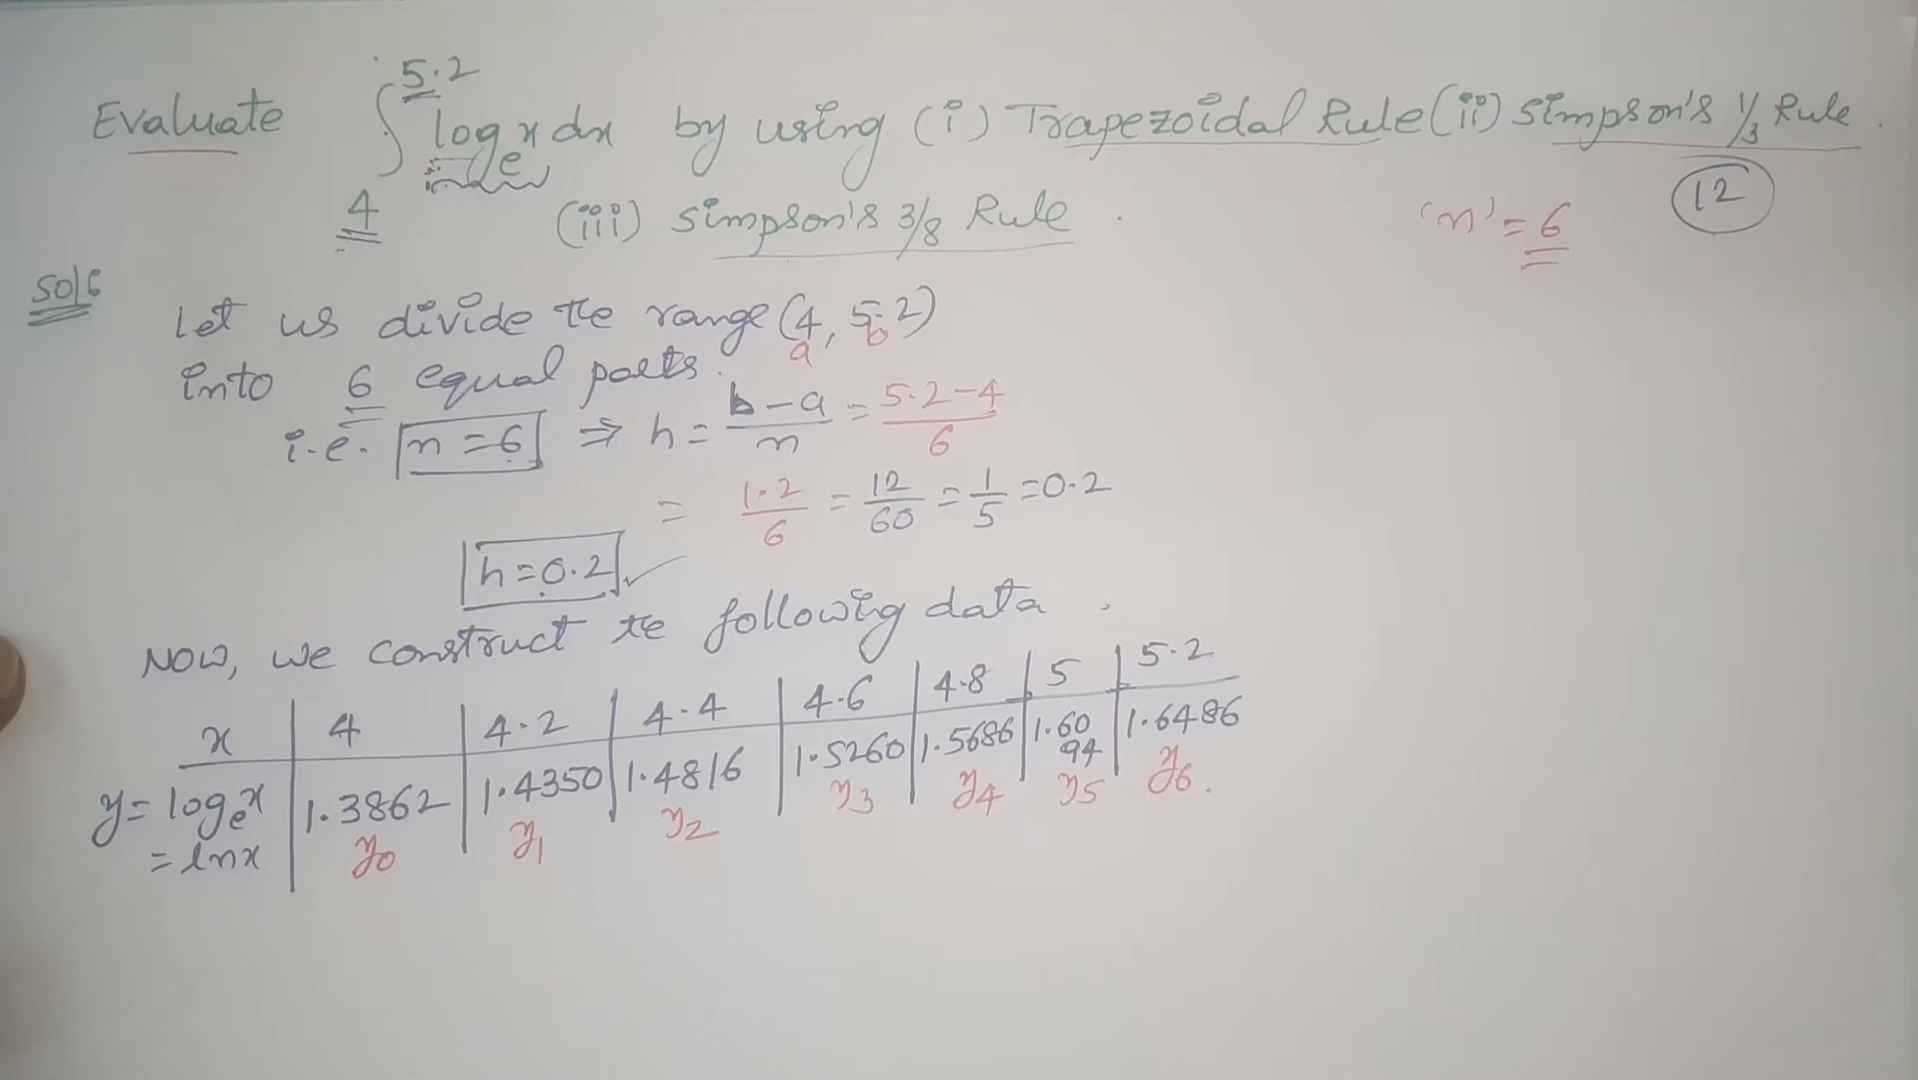 Evaluate ∫₄^5.2 logₑx dx by using (i) Trapezoidal Rule (ii) Simpson's 1/3 Rule.
(iii) Simpson's 3/8 Rule.
'n' = 6
12
Sol:
Let us divide the range (4, 5.2)
a b
into 6 equal parts.
i.e. n = 6 ⇒ h = (b-a)/n = (5.2-4)/6
= 1.2/6 = 12/60 = 1/5 = 0.2
h = 0.2 ✓
Now, we construct the following data.
x | 4 | 4.2 | 4.4 | 4.6 | 4.8 | 5 | 5.2
y = logₑx | 1.3862 | 1.4350 | 1.4816 | 1.5260 | 1.5686 | 1.6094 | 1.6486
= lnx y₀ y₁ y₂ y₃ y₄ y₅ y₆.